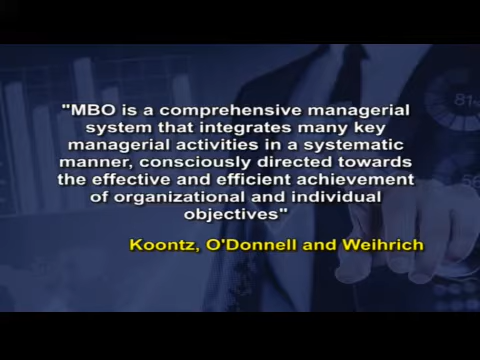 "MBO is a comprehensive managerial
system that integrates many key
managerial activities in a systematic
manner, consciously directed towards
the effective and efficient achievement
of organizational and individual
objectives"
Koontz, O'Donnell and Weihrich
81%